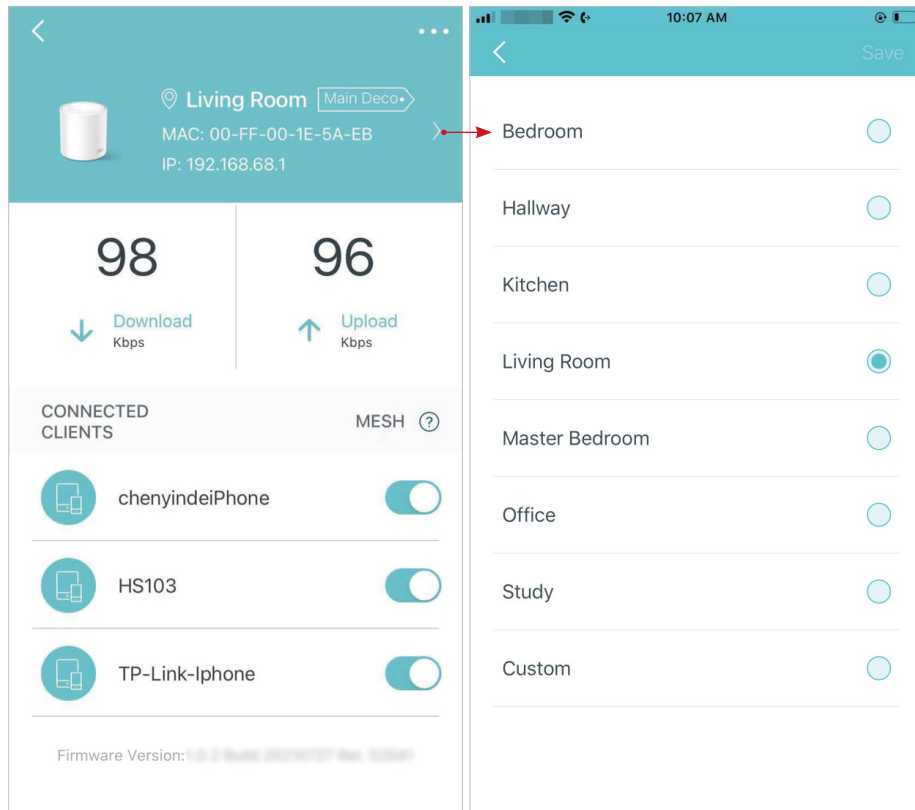 Living Room Main Deco
MAC: 00-FF-00-1E-5A-EB
IP: 192.168.68.1
98
Download
Kbps
96
Upload
Kbps
CONNECTED
CLIENTS
MESH ?
chenyindeiPhone
HS103
TP-Link-Iphone
Firmware Version:
10:07 AM
Save
Bedroom
Hallway
Kitchen
Living Room
Master Bedroom
Office
Study
Custom